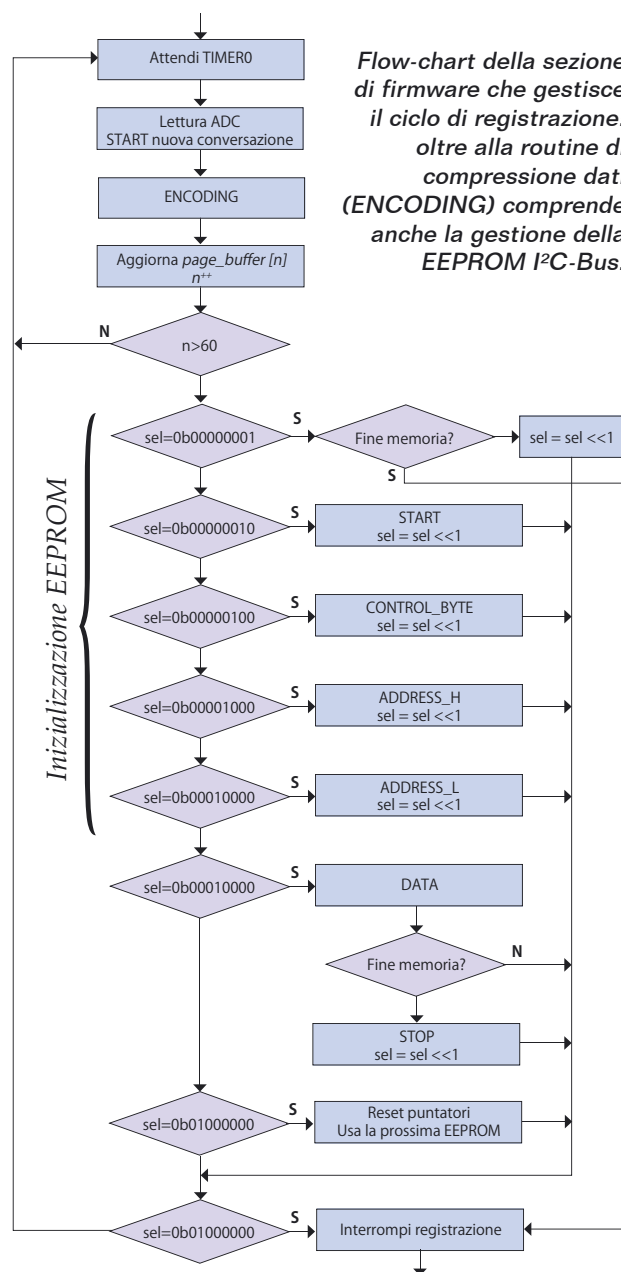 Flow-chart della sezione
di firmware che gestisce
il ciclo di registrazione:
oltre alla routine di
compressione dati
(ENCODING) comprende
anche la gestione della
EEPROM I²C-Bus.
Attendi TIMER0
Lettura ADC
START nuova conversazione
ENCODING
Aggiorna page_buffer [n]
n++
N
n>60
Inizializzazione EEPROM
sel=0b00000001
S
Fine memoria?
sel = sel <<1
S
sel=0b00000010
S
START
sel = sel <<1
sel=0b00000100
S
CONTROL_BYTE
sel = sel <<1
sel=0b00001000
S
ADDRESS_H
sel = sel <<1
sel=0b00010000
S
ADDRESS_L
sel = sel <<1
sel=0b00010000
S
DATA
Fine memoria?
N
STOP
sel = sel <<1
sel=0b01000000
S
Reset puntatori
Usa la prossima EEPROM
sel=0b01000000
S
Interrompi registrazione